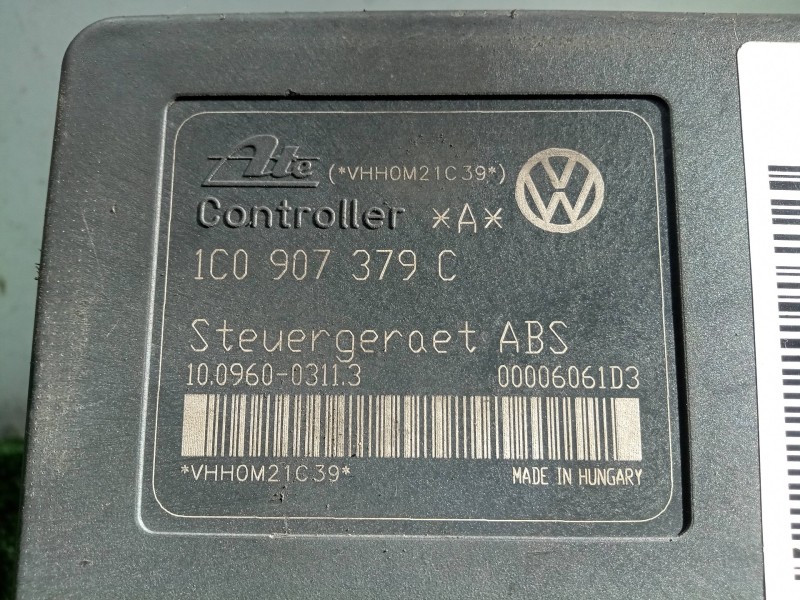 Ate (*VHH0M21C39*)
Controller *A*
1C0 907 379 C
Steuergeraet ABS
10.0960-0311.3 00006061D3
*VHH0M21C39* MADE IN HUNGARY